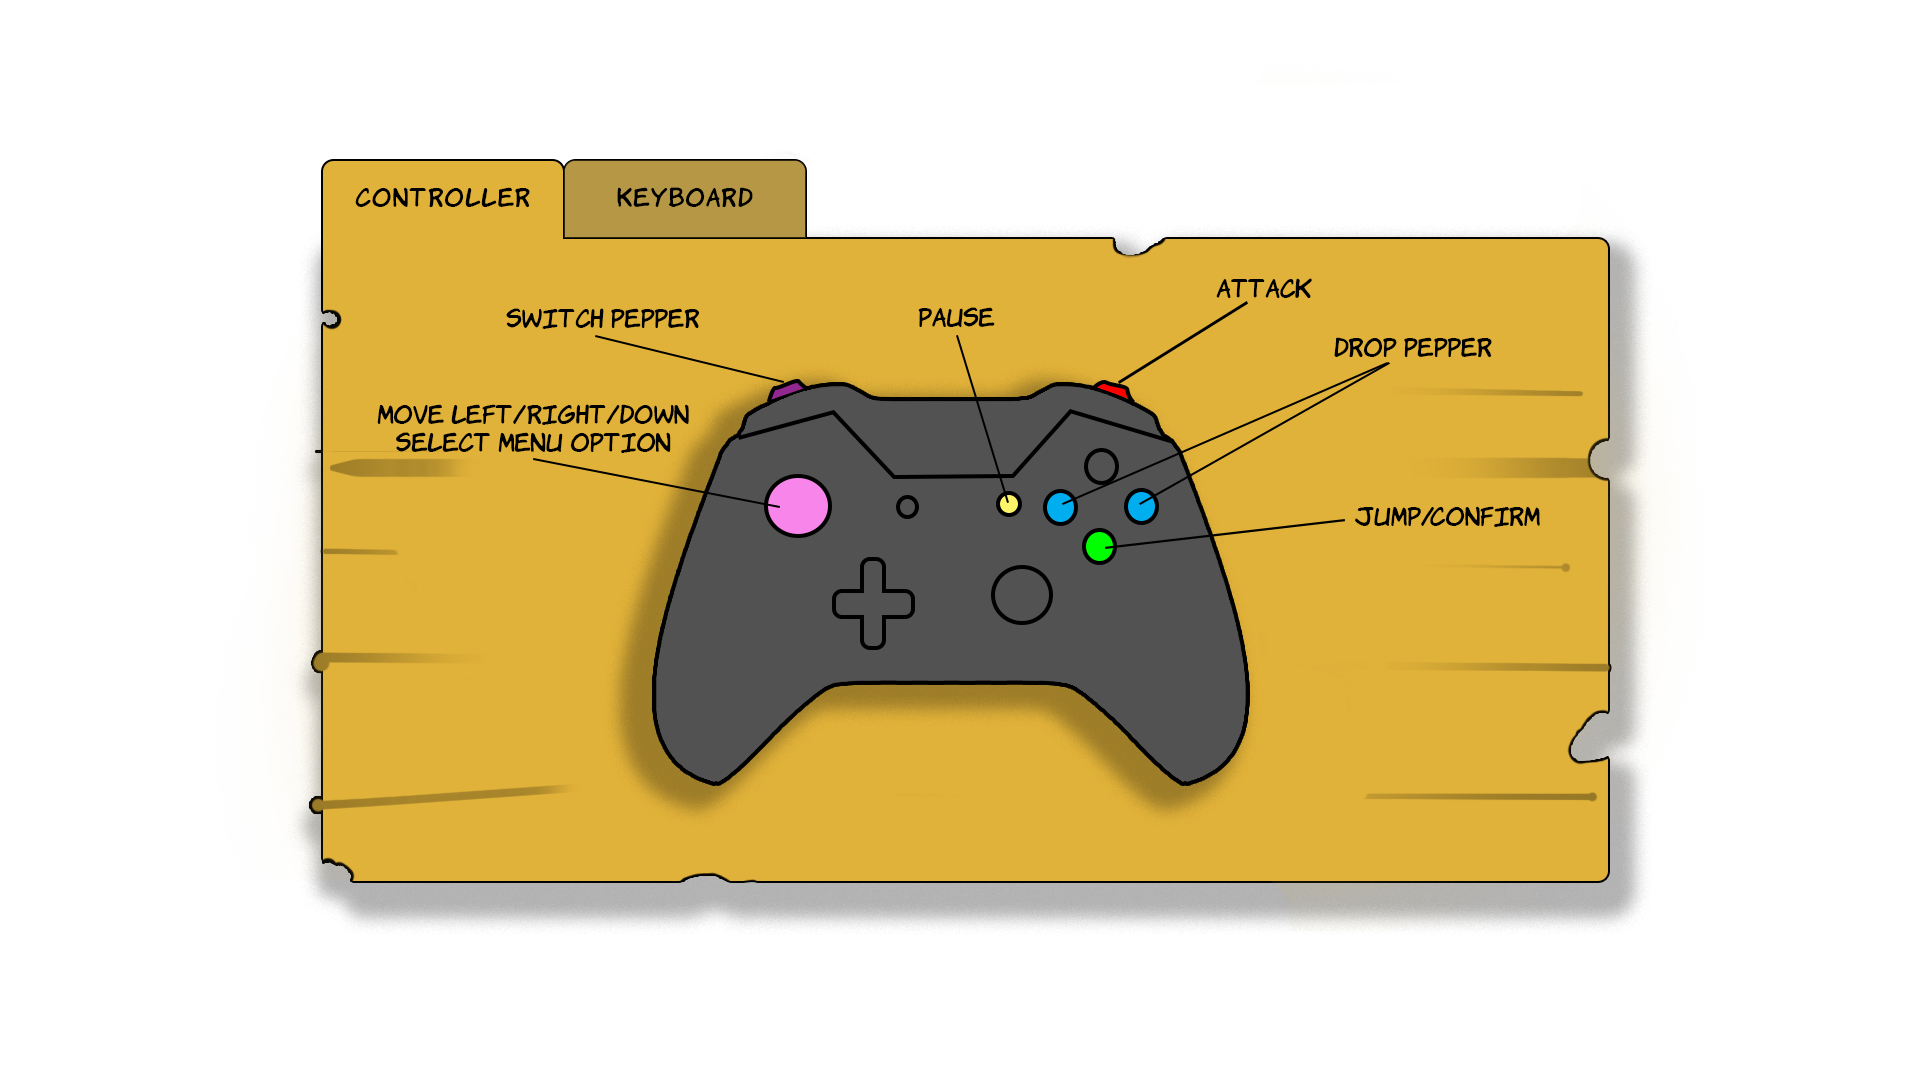 CONTROLLER
KEYBOARD
ATTACK
SWITCH PEPPER
PAUSE
DROP PEPPER
MOVE LEFT/RIGHT/DOWN
SELECT MENU OPTION
JUMP/CONFIRM